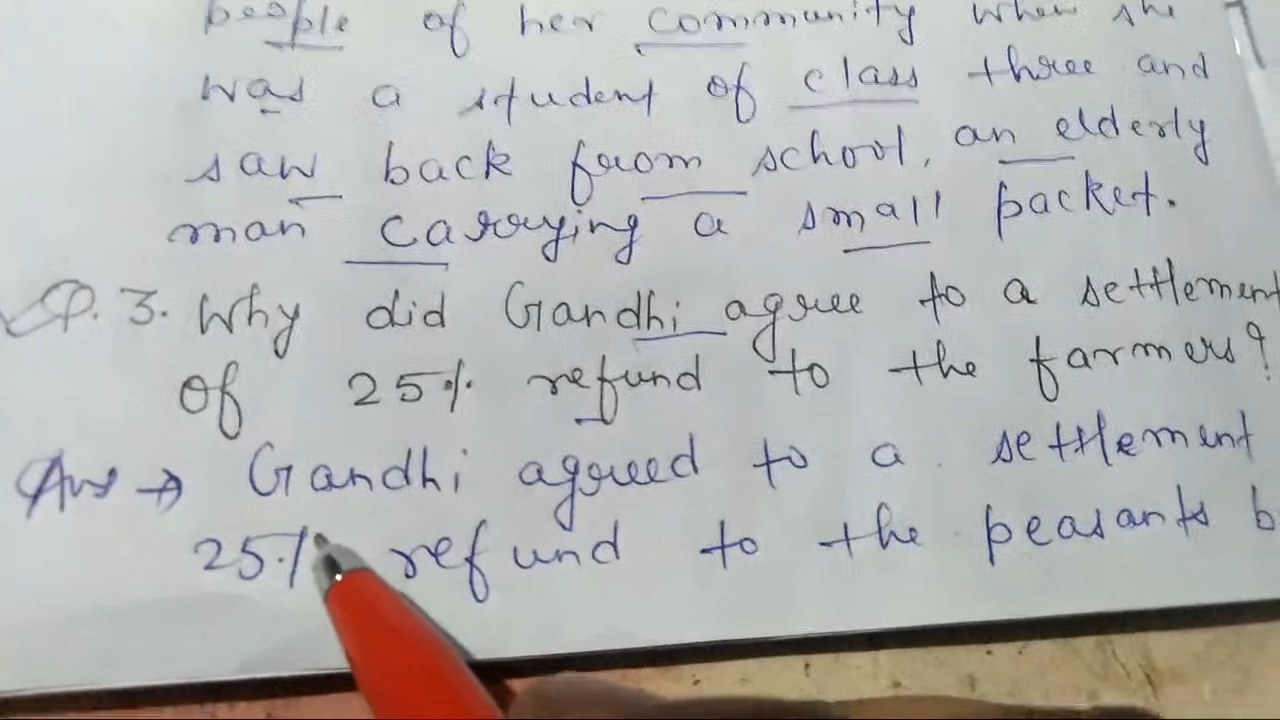 people of her community when she
was a student of class three and
saw back from school, an elderly
man carrying a small packet.
Q. 3. Why did Gandhi agree to a settlement
of 25% refund to the farmers?
Ans → Gandhi agreed to a settlement
25% refund to the peasants b